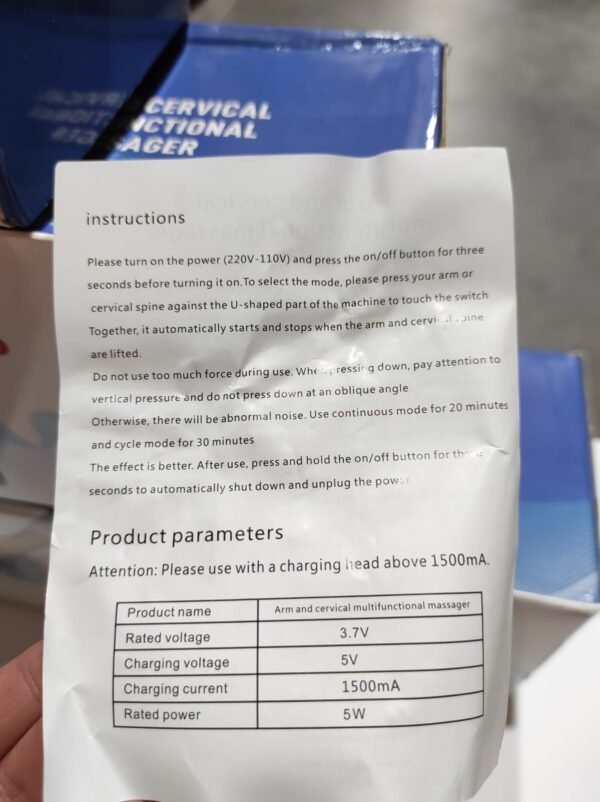 CERVICAL
AGER
instructions
Please turn on the power (220V-110V) and press the on/off button for three
seconds before turning it on.To select the mode, please press your arm or
cervical spine against the U-shaped part of the machine to touch the switch
Together, it automatically starts and stops when the arm and
are lifted.
Do not use too much force during use. down, pay attention to
vertical pressure and do not press down at an oblique angle
Otherwise, there will be abnormal noise. Use continuous mode for 20 minutes
and cycle mode for 30 minutes
The effect is better. After use, press and hold the on/off button for
seconds to automatically shut down and unplug the
Product parameters
Attention: Please use with a charging head above 1500mA.
Product name Arm and cervical multifunctional massager
Rated voltage 3.7V
Charging voltage 5V
Charging current 1500mA
Rated power 5W